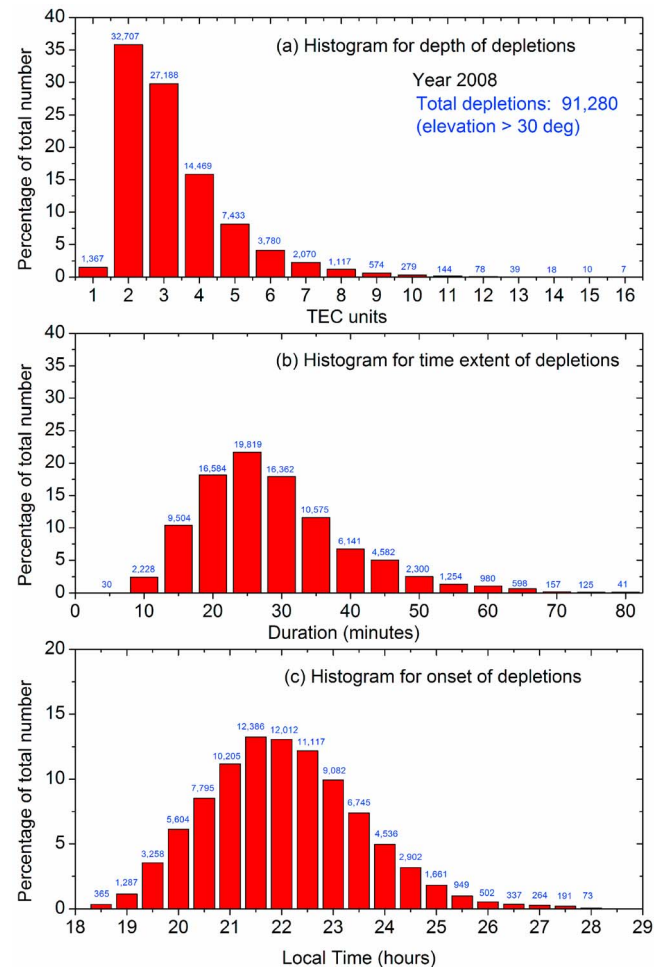 (a) Histogram for depth of depletions
Year 2008
Total depletions: 91,280
(elevation > 30 deg)
Percentage of total number
40
35
30
25
20
15
10
5
0
1,367 32,707 27,188 14,469 7,433 3,780 2,070 1,117 574 279 144 78 39 18 10 7
1 2 3 4 5 6 7 8 9 10 11 12 13 14 15 16
TEC units
(b) Histogram for time extent of depletions
Percentage of total number
40
35
30
25
20
15
10
5
0
30 2,228 9,504 16,584 19,819 16,362 10,575 6,141 4,582 2,300 1,254 980 598 157 125 41
0 10 20 30 40 50 60 70 80
Duration (minutes)
(c) Histogram for onset of depletions
Percentage of total number
20
15
10
5
0
365 1,287 3,258 5,604 7,795 10,205 12,386 12,012 11,117 9,082 6,745 4,536 2,902 1,661 949 502 337 264 191 73
18 19 20 21 22 23 24 25 26 27 28 29
Local Time (hours)